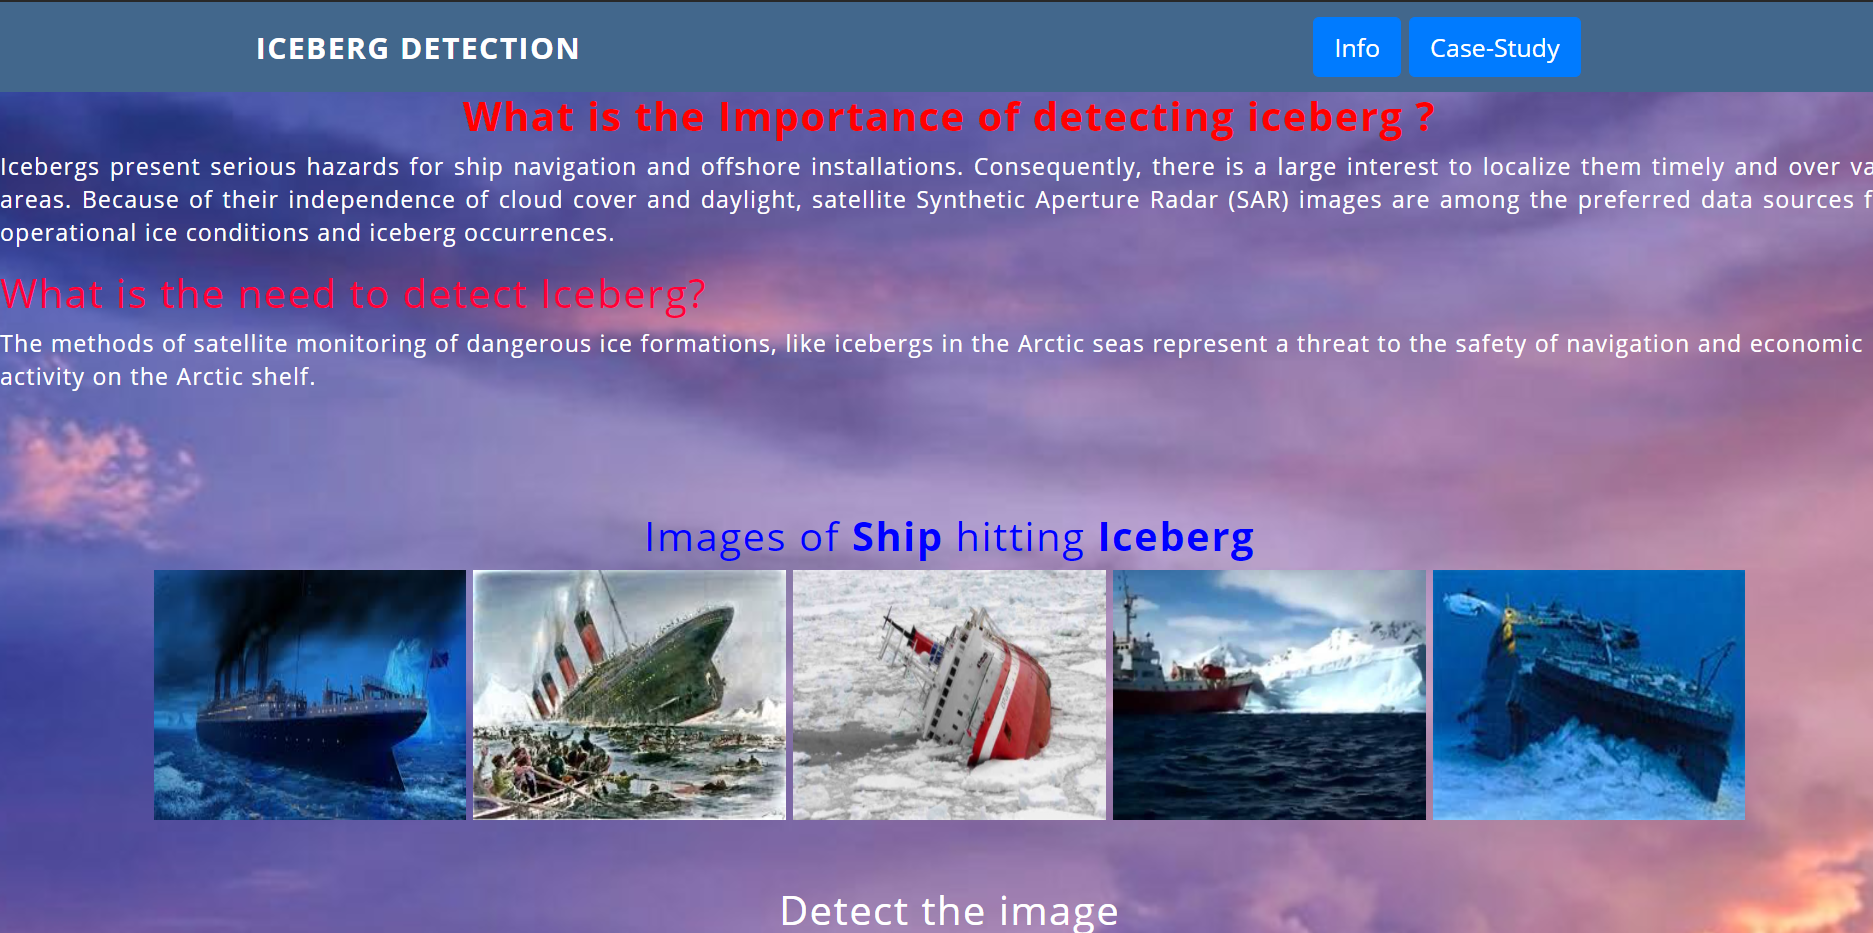 ICEBERG DETECTION
Info
Case-Study
What is the Importance of detecting iceberg ?
Icebergs present serious hazards for ship navigation and offshore installations. Consequently, there is a large interest to localize them timely and over
areas. Because of their independence of cloud cover and daylight, satellite Synthetic Aperture Radar (SAR) images are among the preferred data sources
operational ice conditions and iceberg occurrences.
What is the need to detect Iceberg?
The methods of satellite monitoring of dangerous ice formations, like icebergs in the Arctic seas represent a threat to the safety of navigation and economic
activity on the Arctic shelf.
Images of Ship hitting Iceberg
Detect the image